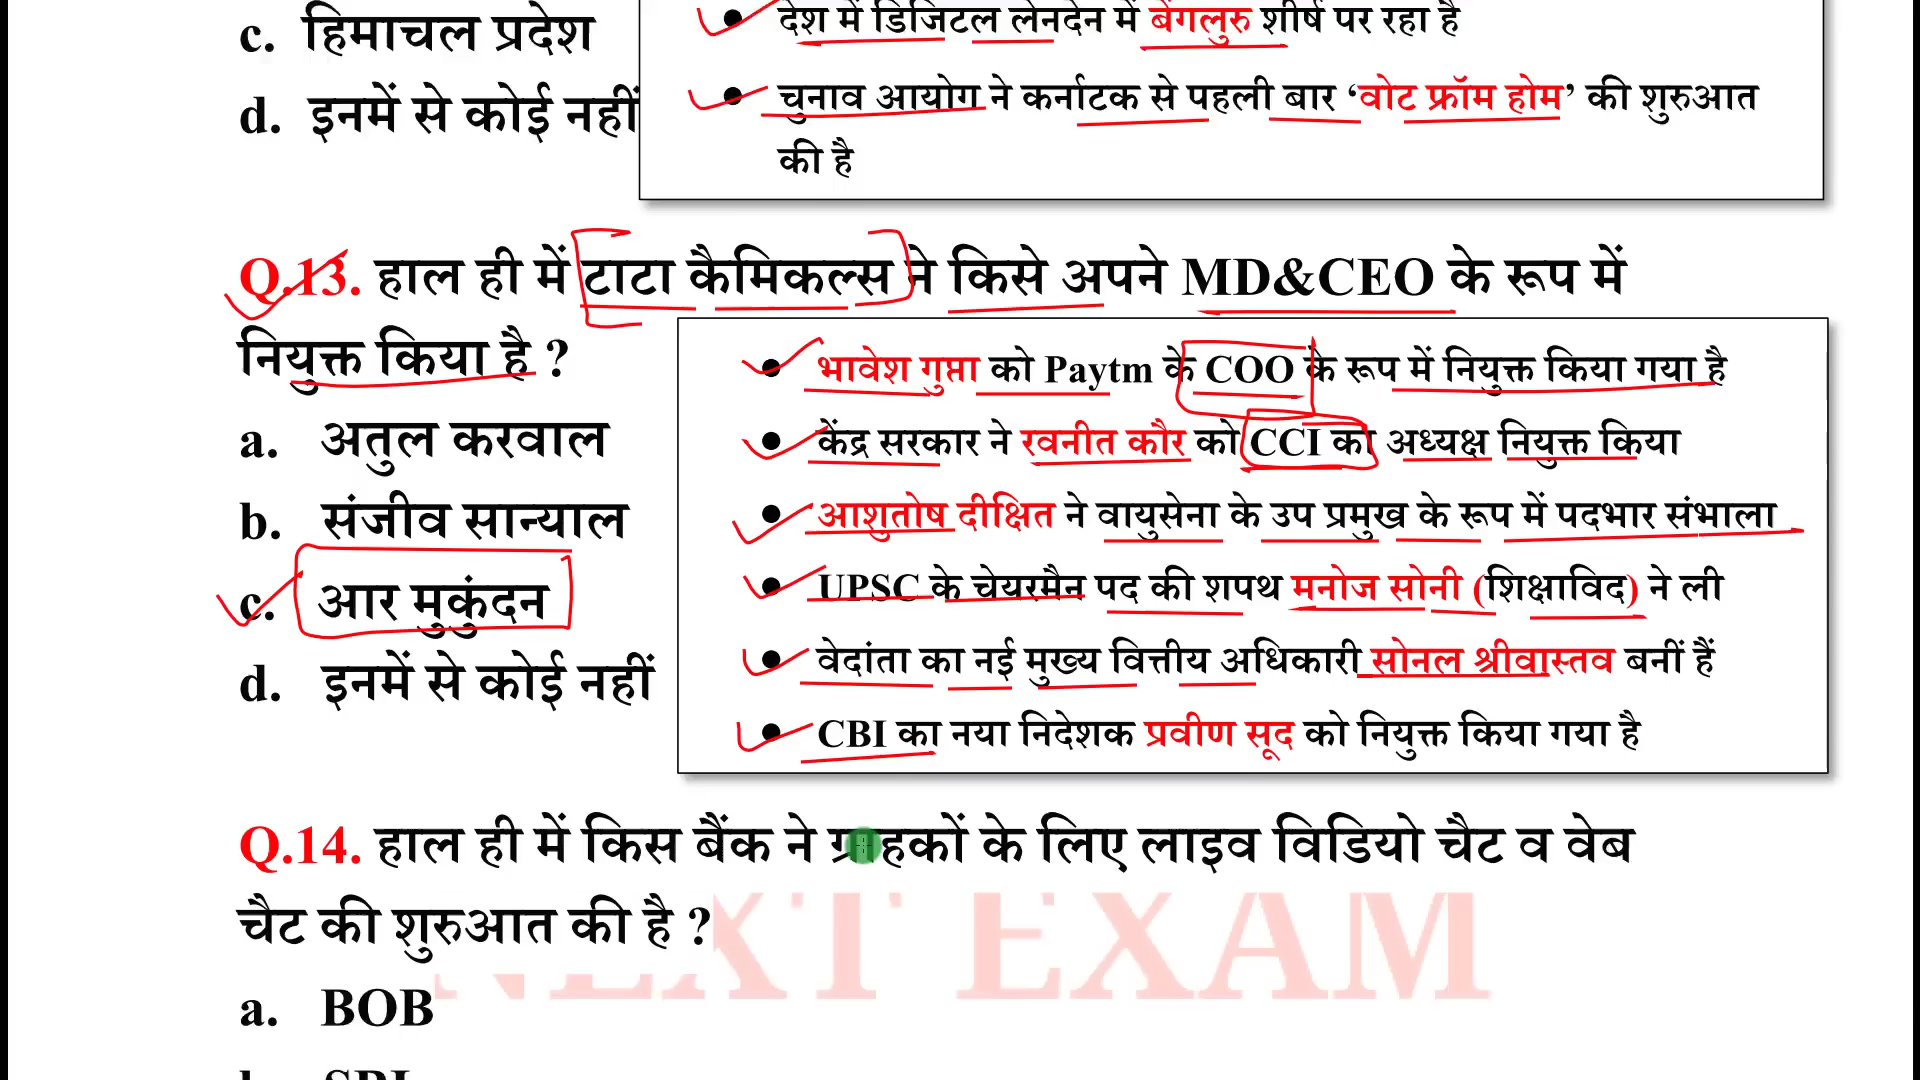 c. हिमाचल प्रदेश
d. इनमें से कोई नहीं
देश में डिजिटल लेनदेन में बेंगलुरु शीर्ष पर रहा है
चुनाव आयोग ने कर्नाटक से पहली बार ‘वोट फ्रॉम होम’ की शुरुआत
की है
Q.13. हाल ही में टाटा कैमिकल्स ने किसे अपने MD&CEO के रूप में
नियुक्त किया है ?
a. अतुल करवाल
b. संजीव सान्याल
c. आर मुकुंदन
d. इनमें से कोई नहीं
भावेश गुप्ता को Paytm के COO के रूप में नियुक्त किया गया है
केंद्र सरकार ने रवनीत कौर को CCI का अध्यक्ष नियुक्त किया
आशुतोष दीक्षित ने वायुसेना के उप प्रमुख के रूप में पदभार संभाला
UPSC के चेयरमैन पद की शपथ मनोज सोनी (शिक्षाविद) ने ली
वेदांता का नई मुख्य वित्तीय अधिकारी सोनल श्रीवास्तव बनीं हैं
CBI का नया निदेशक प्रवीण सूद को नियुक्त किया गया है
Q.14. हाल ही में किस बैंक ने ग्राहकों के लिए लाइव विडियो चैट व वेब
चैट की शुरुआत की है ?
NEXT EXAM
a. BOB
b. SBI